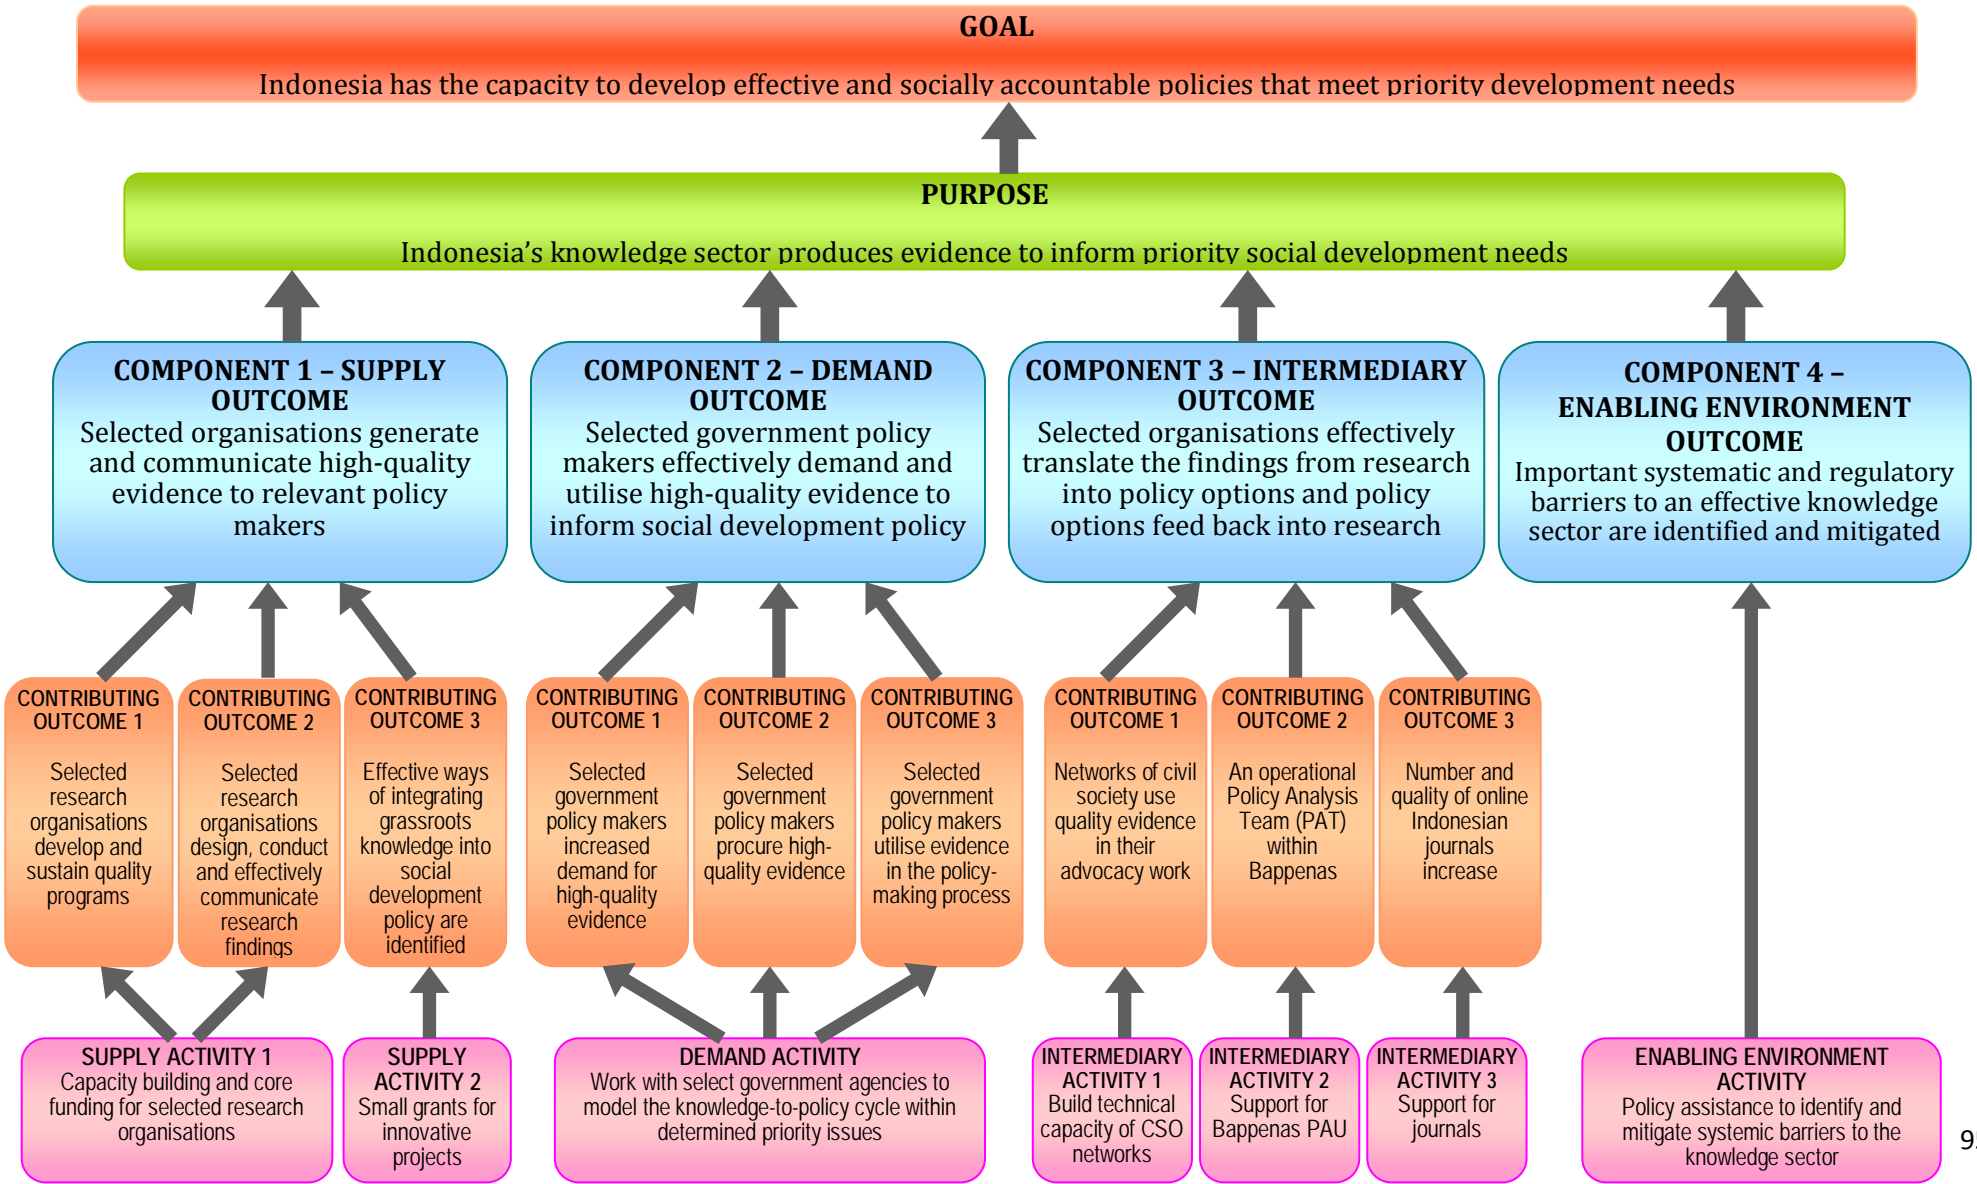 GOAL
Indonesia has the capacity to develop effective and socially accountable policies that meet priority development needs
PURPOSE
Indonesia’s knowledge sector produces evidence to inform priority social development needs
COMPONENT 1 – SUPPLY
OUTCOME
Selected organisations generate
and communicate high-quality
evidence to relevant policy
makers
COMPONENT 2 – DEMAND
OUTCOME
Selected government policy
makers effectively demand and
utilise high-quality evidence to
inform social development policy
COMPONENT 3 – INTERMEDIARY
OUTCOME
Selected organisations effectively
translate the findings from research
into policy options and policy
options feed back into research
COMPONENT 4 –
ENABLING ENVIRONMENT
OUTCOME
Important systematic and regulatory
barriers to an effective knowledge
sector are identified and mitigated
CONTRIBUTING
OUTCOME 1
Selected
research
organisations
develop and
sustain quality
programs
CONTRIBUTING
OUTCOME 2
Selected
research
organisations
design, conduct
and effectively
communicate
research
findings
CONTRIBUTING
OUTCOME 3
Effective ways
of integrating
grassroots
knowledge into
social
development
policy are
identified
CONTRIBUTING
OUTCOME 1
Selected
government
policy makers
increased
demand for
high-quality
evidence
CONTRIBUTING
OUTCOME 2
Selected
government
policy makers
procure high-
quality evidence
CONTRIBUTING
OUTCOME 3
Selected
government
policy makers
utilise evidence
in the policy-
making process
CONTRIBUTING
OUTCOME 1
Networks of civil
society use
quality evidence
in their
advocacy work
CONTRIBUTING
OUTCOME 2
An operational
Policy Analysis
Team (PAT)
within
Bappenas
CONTRIBUTING
OUTCOME 3
Number and
quality of online
Indonesian
journals
increase
SUPPLY ACTIVITY 1
Capacity building and core
funding for selected research
organisations
SUPPLY
ACTIVITY 2
Small grants for
innovative
projects
DEMAND ACTIVITY
Work with select government agencies to
model the knowledge-to-policy cycle within
determined priority issues
INTERMEDIARY
ACTIVITY 1
Build technical
capacity of CSO
networks
INTERMEDIARY
ACTIVITY 2
Support for
Bappenas PAU
INTERMEDIARY
ACTIVITY 3
Support for
journals
ENABLING ENVIRONMENT
ACTIVITY
Policy assistance to identify and
mitigate systemic barriers to the
knowledge sector